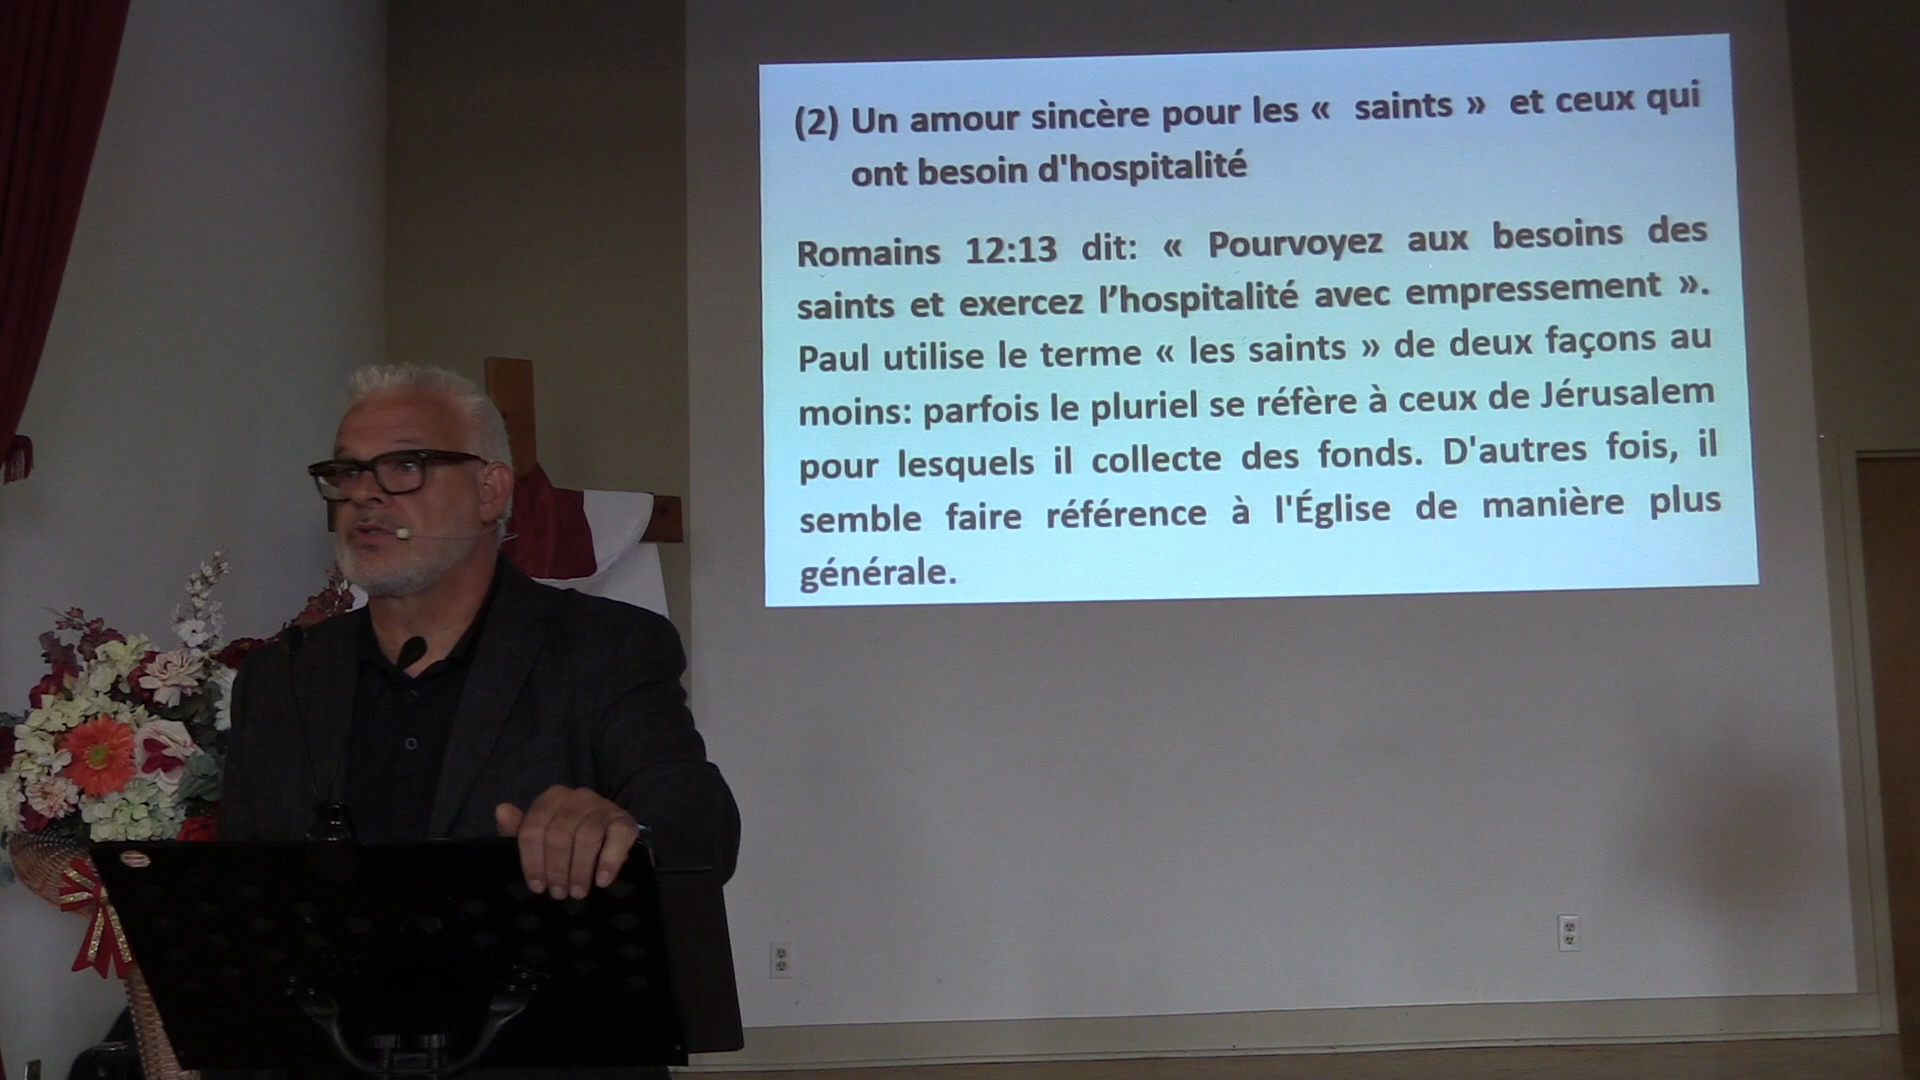 (2) Un amour sincère pour les «  saints »  et ceux qui
ont besoin d'hospitalité
Romains 12:13 dit: « Pourvoyez aux besoins des
saints et exercez l’hospitalité avec empressement ».
Paul utilise le terme « les saints » de deux façons au
moins: parfois le pluriel se réfère à ceux de Jérusalem
pour lesquels il collecte des fonds. D'autres fois, il
semble faire référence à l'Église de manière plus
générale.